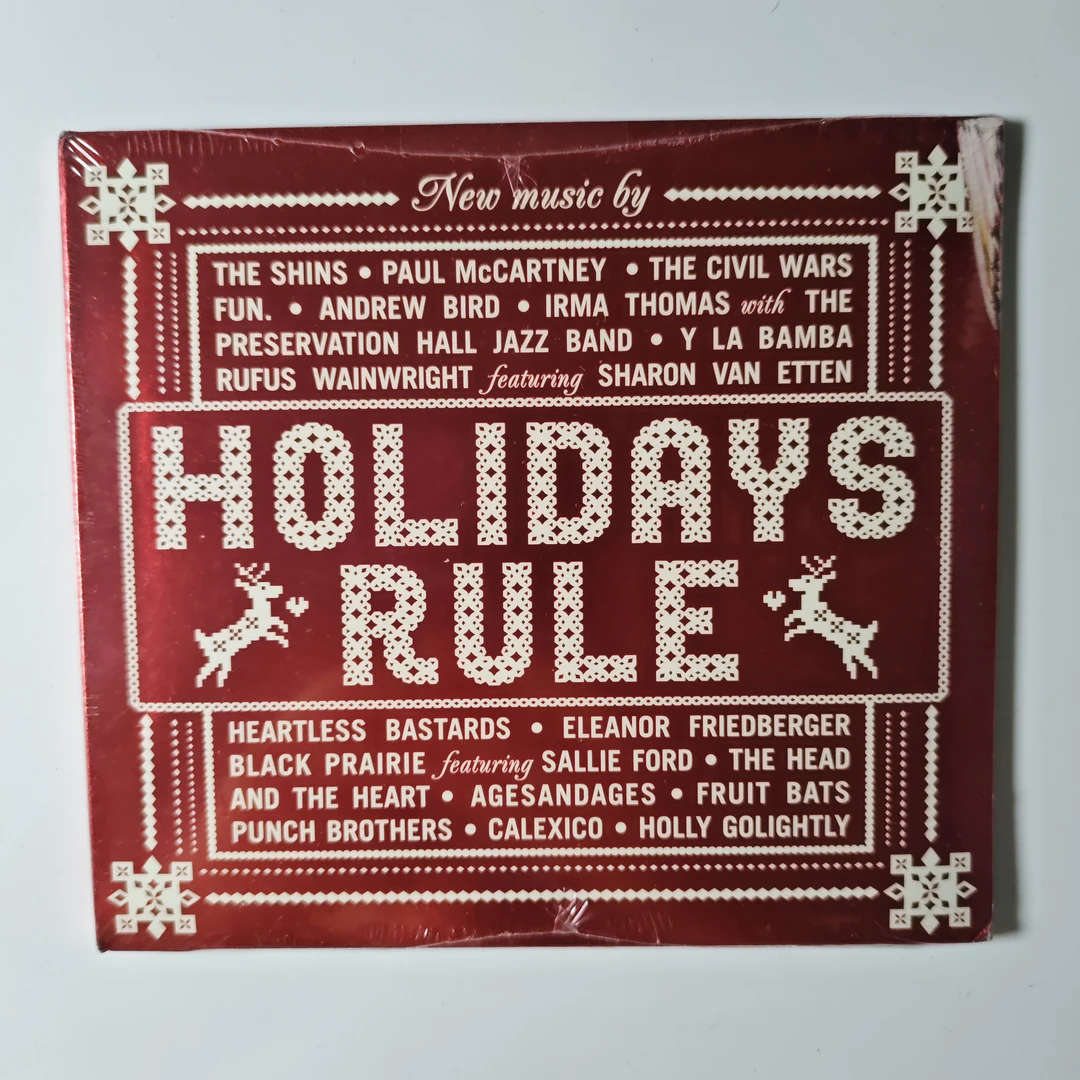 New music by
THE SHINS • PAUL McCARTNEY • THE CIVIL WARS
FUN. • ANDREW BIRD • IRMA THOMAS with THE
PRESERVATION HALL JAZZ BAND • Y LA BAMBA
RUFUS WAINWRIGHT featuring SHARON VAN ETTEN
HOLIDAYS
RULE
HEARTLESS BASTARDS • ELEANOR FRIEDBERGER
BLACK PRAIRIE featuring SALLIE FORD • THE HEAD
AND THE HEART • AGESANDAGES • FRUIT BATS
PUNCH BROTHERS • CALEXICO • HOLLY GOLIGHTLY